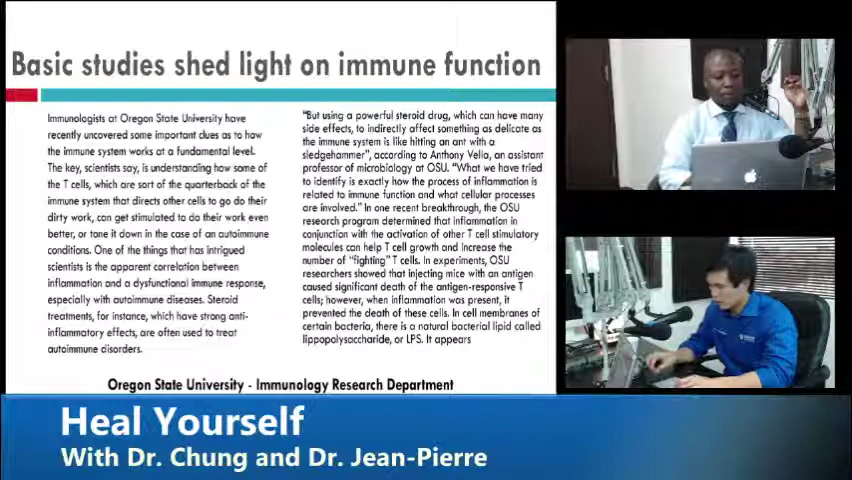 Basic studies shed light on immune function
Immunologists at Oregon State University have
recently uncovered some important clues as to how
the immune system works at a fundamental level.
The key, scientists say, is understanding how some of
the T cells, which are sort of the quarterback of the
immune system that directs other cells to go do their
dirty work, can get stimulated to do their work even
better, or tone it down in the case of an autoimmune
conditions. One of the things that has intrigued
scientists is the apparent correlation between
inflammation and a dysfunctional immune response,
especially with autoimmune diseases. Steroid
treatments, for instance, which have strong anti-
inflammatory effects, are often used to treat
autoimmune disorders.
"But using a powerful steroid drug, which can have many
side effects, to indirectly affect something as delicate as
the immune system is like hitting an ant with a
sledgehammer", according to Anthony Vella, an assistant
professor of microbiology at OSU. "What we have tried
to identify is exactly how the process of inflammation is
related to immune function and what cellular processes
are involved." In one recent breakthrough, the OSU
research program determined that inflammation in
conjunction with the activation of other T cell stimulatory
molecules can help T cell growth and increase the
number of "fighting" T cells. In experiments, OSU
researchers showed that injecting mice with an antigen
caused significant death of the antigen-responsive T
cells; however, when inflammation was present, it
prevented the death of these cells. In cell membranes of
certain bacteria, there is a natural bacterial lipid called
lippopolysaccharide, or LPS. It appears
Oregon State University - Immunology Research Department
Heal Yourself
With Dr. Chung and Dr. Jean-Pierre